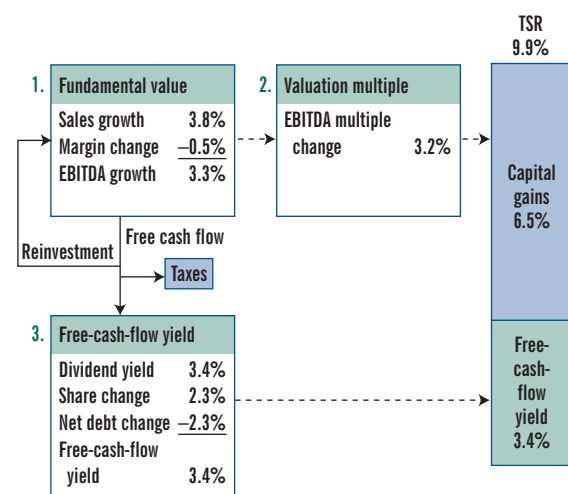 TSR
9.9%
1. Fundamental value
Sales growth 3.8%
Margin change –0.5%
EBITDA growth 3.3%
2. Valuation multiple
EBITDA multiple
change 3.2%
Capital
gains
6.5%
Free cash flow
Reinvestment
Taxes
3. Free-cash-flow yield
Dividend yield 3.4%
Share change 2.3%
Net debt change –2.3%
Free-cash-flow
yield 3.4%
Free-
cash-
flow
yield
3.4%